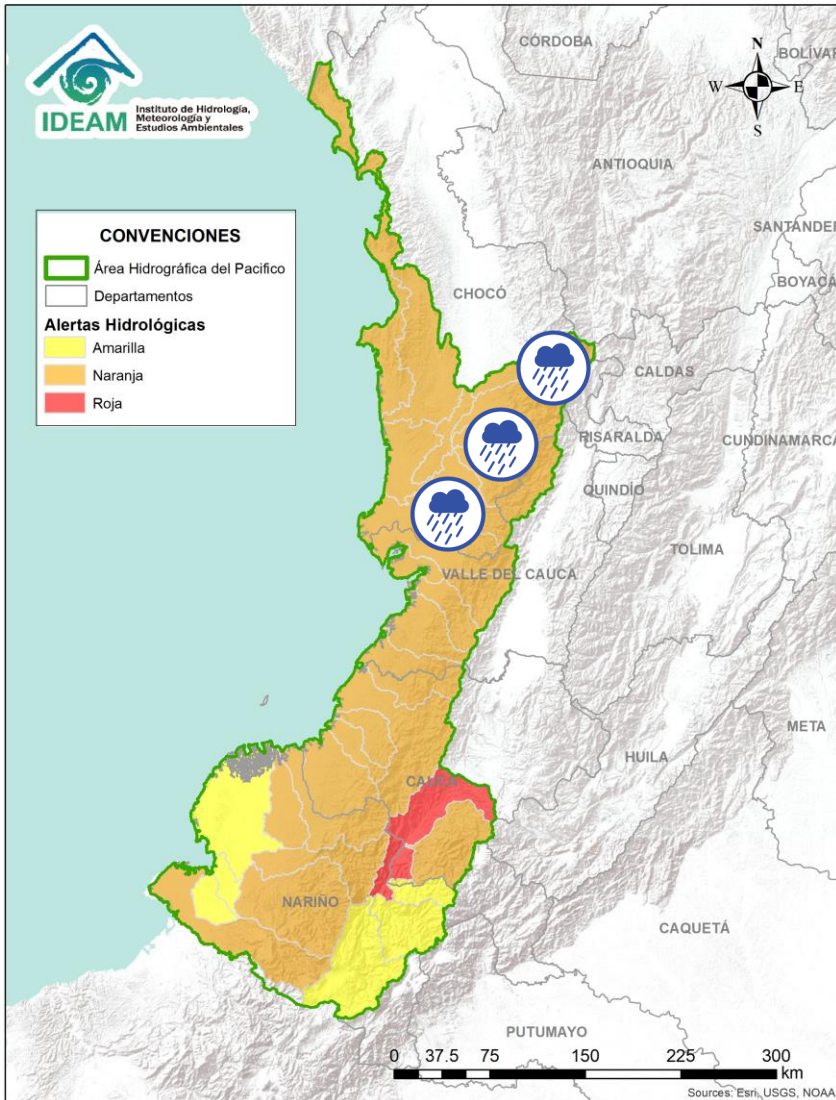 IDEAM
Instituto de Hidrología,
Meteorología y
Estudios Ambientales
N
W
E
S
CÓRDOBA
BOLÍVAR
ANTIOQUIA
SANTANDER
BOYACÁ
CONVENCIONES
Área Hidrográfica del Pacifico
Departamentos
Alertas Hidrológicas
Amarilla
Naranja
Roja
CHOCÓ
CALDAS
RISARALDA
CUNDINAMARCA
QUINDÍO
TOLIMA
VALLE DEL CAUCA
META
HUILA
CAUCA
NARIÑO
CAQUETÁ
PUTUMAYO
0 37.5 75 150 225 300
km
Sources: Esri, USGS, NOAA